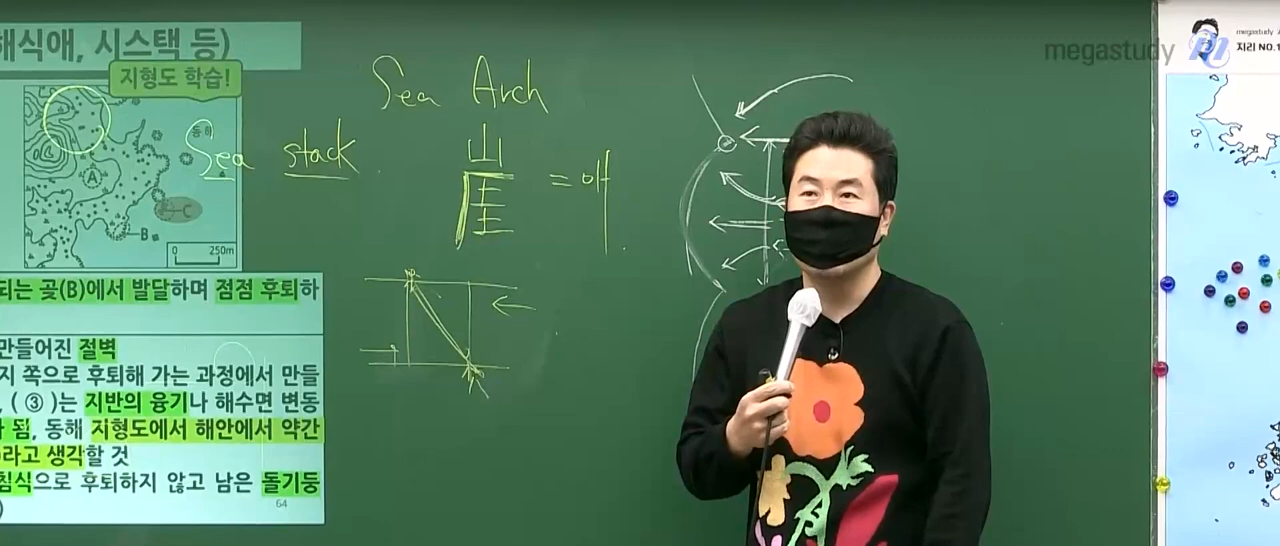 해식애, 시스택 등)
지형도 학습!
동해
A
C
B
0 250m
되는 곶(B)에서 발달하며 점점 후퇴하
만들어진 절벽
지 쪽으로 후퇴해 가는 과정에서 만들
, ( ③ )는 지반의 융기나 해수면 변동
됨, 동해 지형도에서 해안에서 약간
라고 생각할 것
침식으로 후퇴하지 않고 남은 돌기둥
64
Sea Arch
Sea stack
= 애
megastudy
megastudy
지리 NO.1